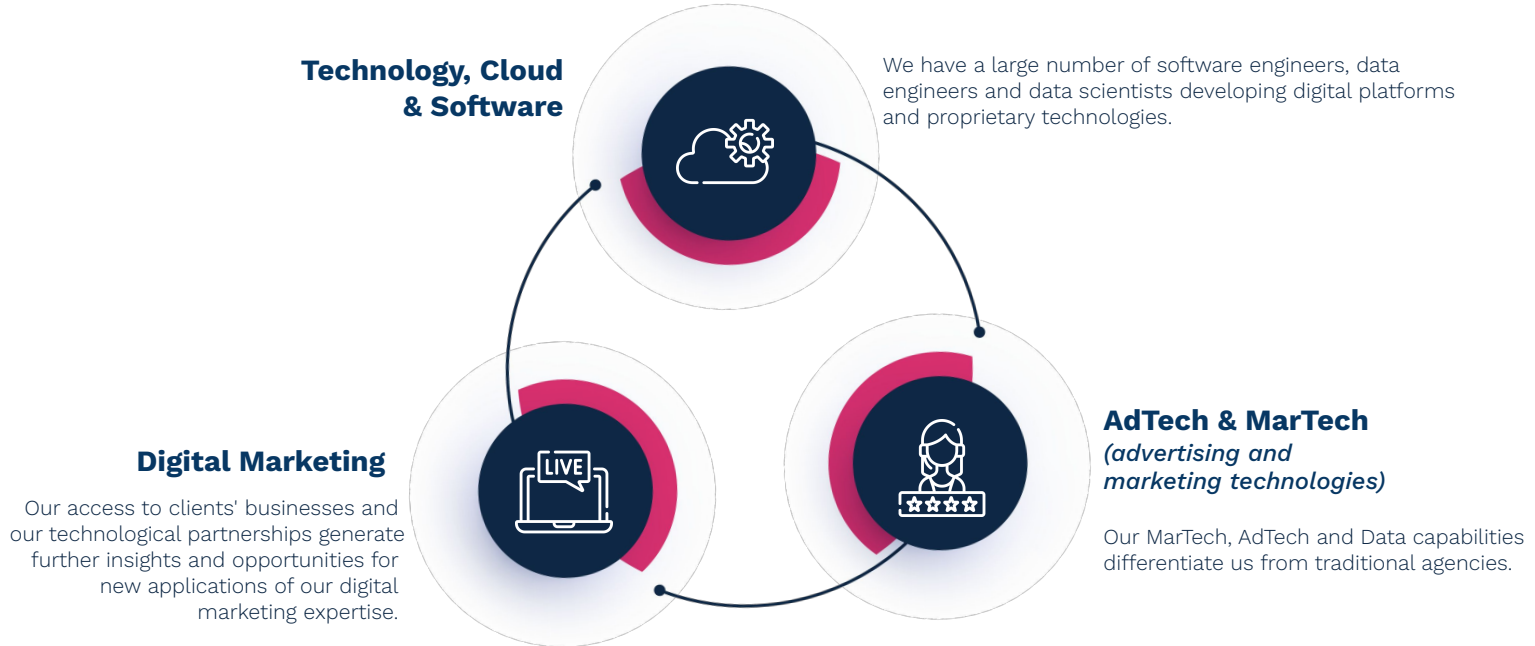 Technology, Cloud
& Software
We have a large number of software engineers, data
engineers and data scientists developing digital platforms
and proprietary technologies.
AdTech & MarTech
(advertising and
marketing technologies)
Our MarTech, AdTech and Data capabilities
differentiate us from traditional agencies.
Digital Marketing
Our access to clients' businesses and
our technological partnerships generate
further insights and opportunities for
new applications of our digital
marketing expertise.
LIVE